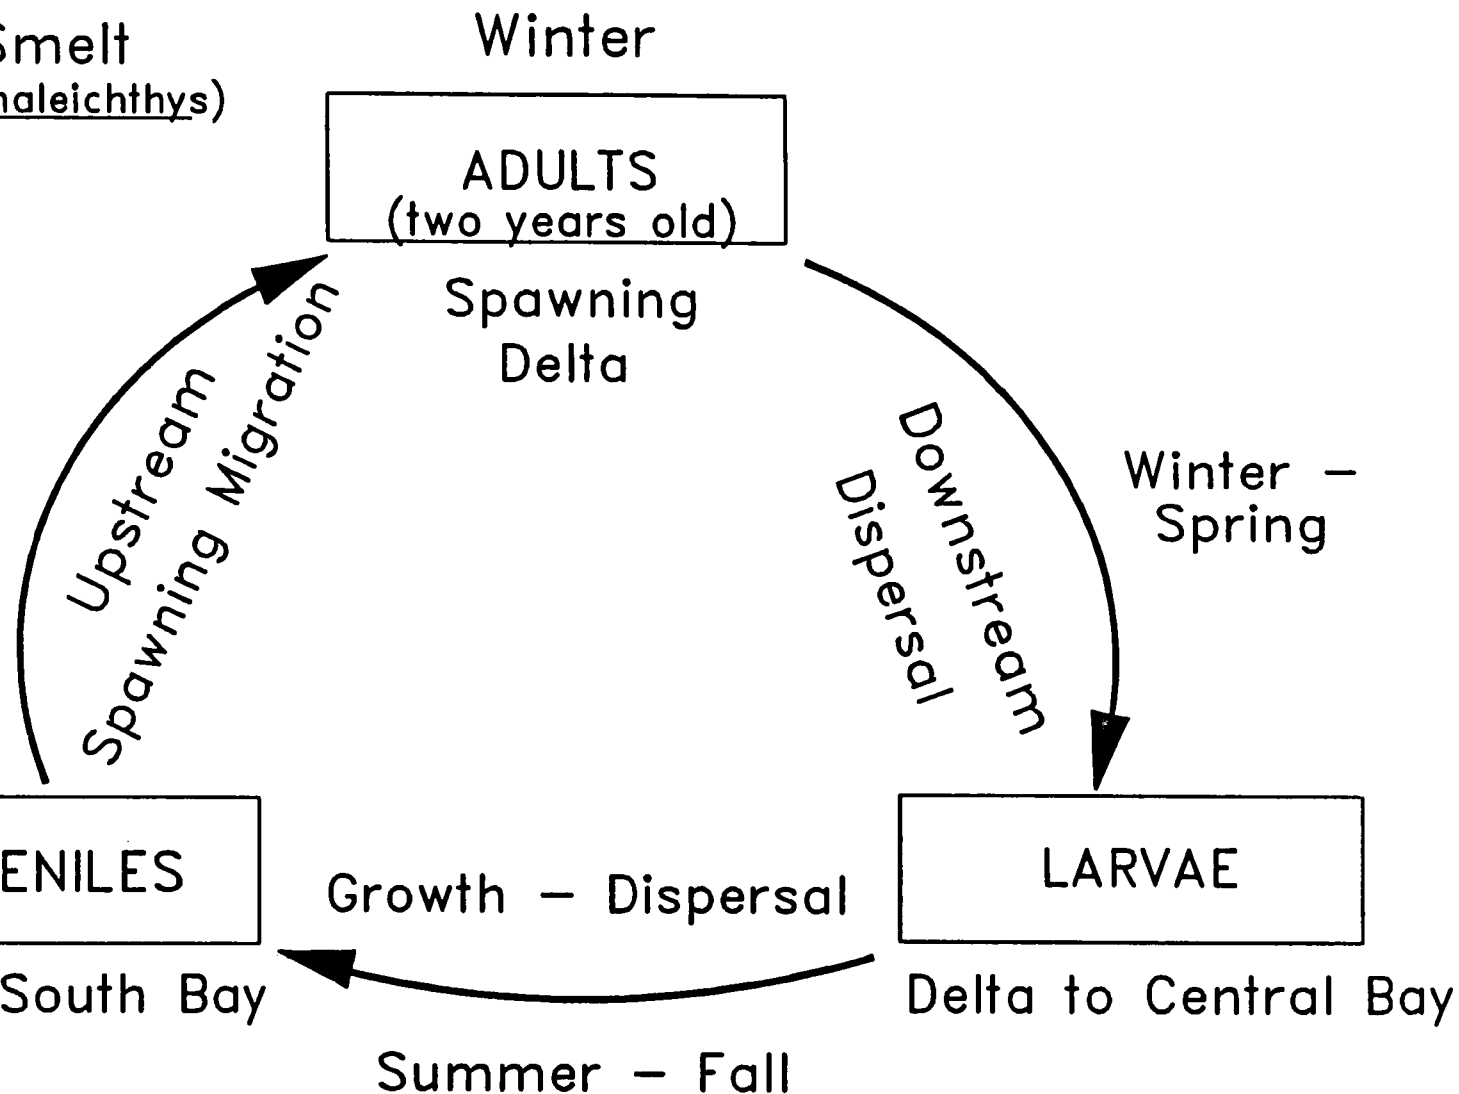 Smelt
haleichthys)
Winter
ADULTS
(two years old)
Spawning
Delta
Upstream
Spawning Migration
Downstream
Dispersal
Winter –
Spring
ENILES
South Bay
Growth – Dispersal
LARVAE
Delta to Central Bay
Summer – Fall